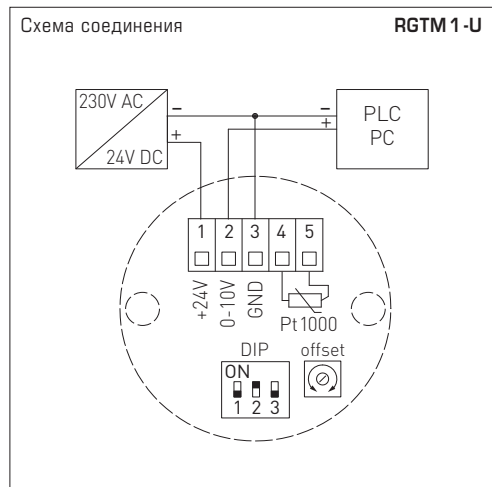 Схема соединения RGTM 1 -U
230V AC
24V DC
–
+
–
+
PLC
PC
1 2 3 4 5
+24V
0-10V
GND
Pt1000
DIP
offset
ON
1 2 3